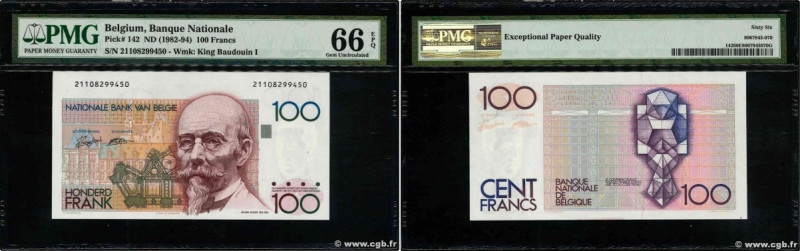 PMG
PAPER MONEY GUARANTY
Belgium, Banque Nationale
Pick# 142 ND (1982-94) 100 Francs
S/N 21108299450 - Wmk: King Baudouin I
66 EPQ
Gem Uncirculated
21108299450
21108299450
NATIONALE BANK VAN BELGIE
100
HONDERD
FRANK
100
PMG
Exceptional Paper Quality
Sixty Six
100
CENT
FRANCS
BANQUE
NATIONALE
DE
BELGIQUE
100
© www.cgb.fr
© www.cgb.fr